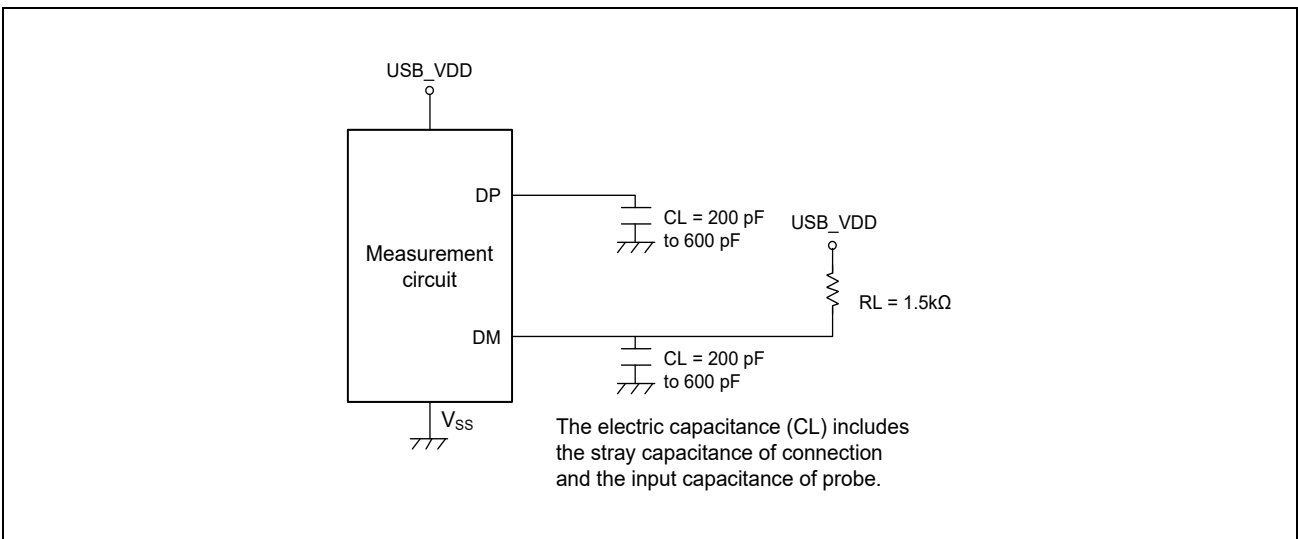 USB_VDD
DP
CL = 200 pF
to 600 pF
USB_VDD
Measurement
circuit
RL = 1.5kΩ
DM
CL = 200 pF
to 600 pF
VSS
The electric capacitance (CL) includes
the stray capacitance of connection
and the input capacitance of probe.